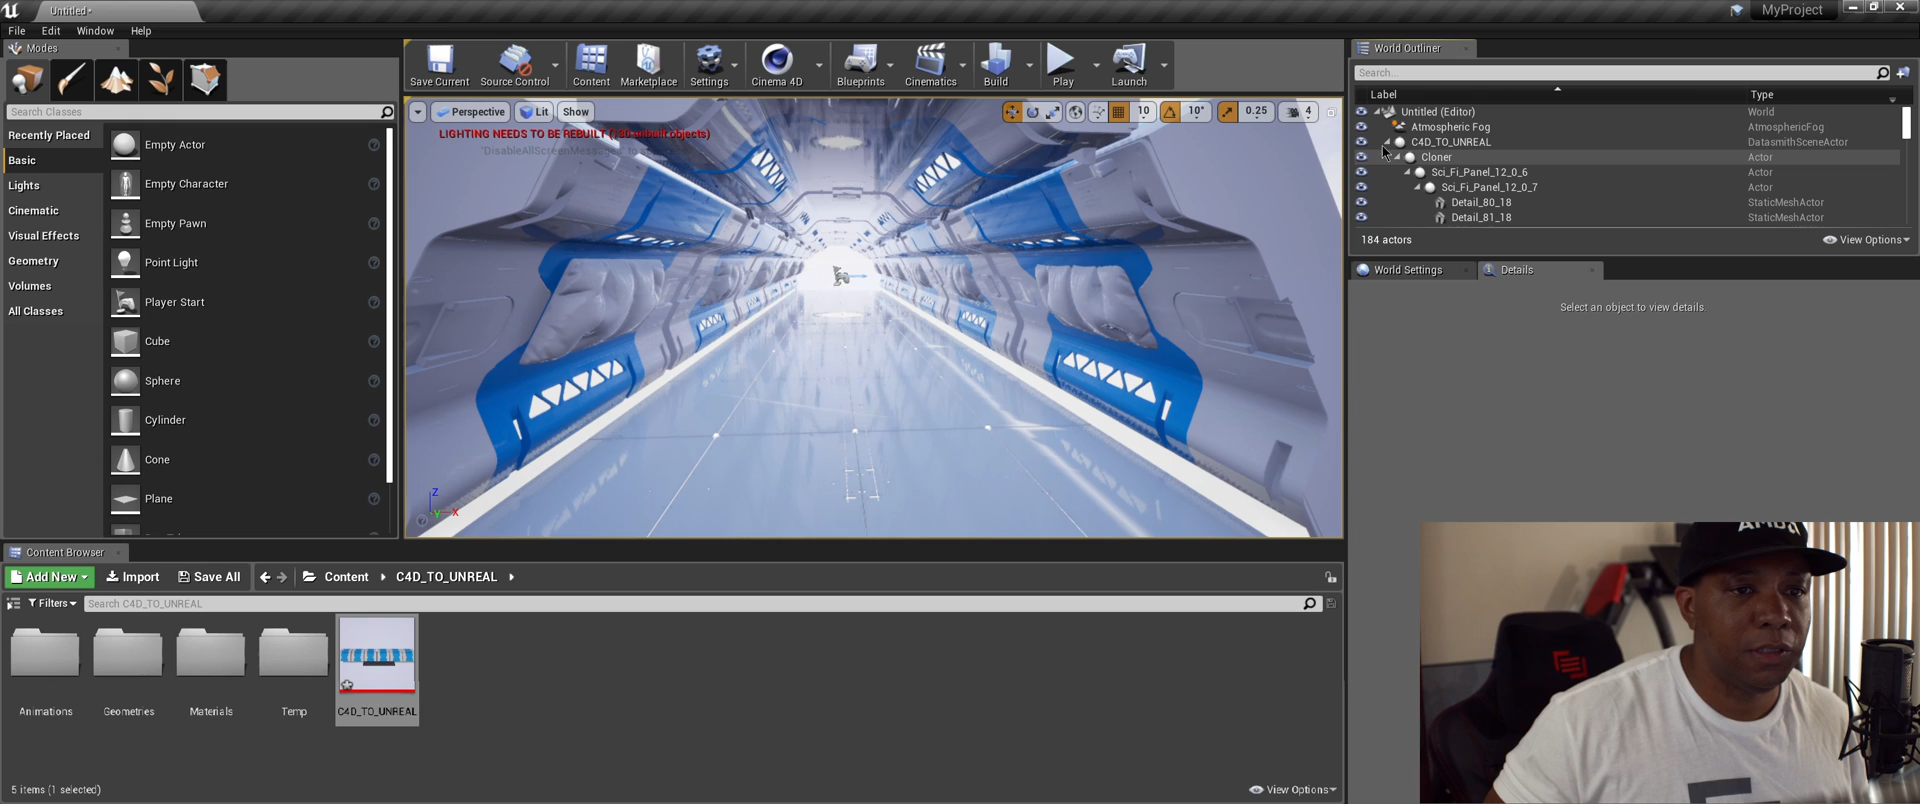 Untitled*
MyProject
File Edit Window Help
Modes
Search Classes
Recently Placed
Basic
Lights
Cinematic
Visual Effects
Geometry
Volumes
All Classes
Empty Actor
Empty Character
Empty Pawn
Point Light
Player Start
Cube
Sphere
Cylinder
Cone
Plane
Save Current Source Control Content Marketplace Settings Cinema 4D Blueprints Cinematics Build Play Launch
Perspective Lit Show 10 10° 0.25 4
LIGHTING NEEDS TO BE REBUILT (180 unbuilt objects)
Z
Y X
World Outliner
Search...
Label Type
Untitled (Editor) World
Atmospheric Fog AtmosphericFog
C4D_TO_UNREAL DatasmithSceneActor
Cloner Actor
Sci_Fi_Panel_12_0_6 Actor
Sci_Fi_Panel_12_0_7 Actor
Detail_80_18 StaticMeshActor
Detail_81_18 StaticMeshActor
184 actors View Options
World Settings Details
Select an object to view details.
Content Browser
Add New Import Save All Content C4D_TO_UNREAL
Filters Search C4D_TO_UNREAL
Animations Geometries Materials Temp C4D_TO_UNREAL
5 items (1 selected) View Options